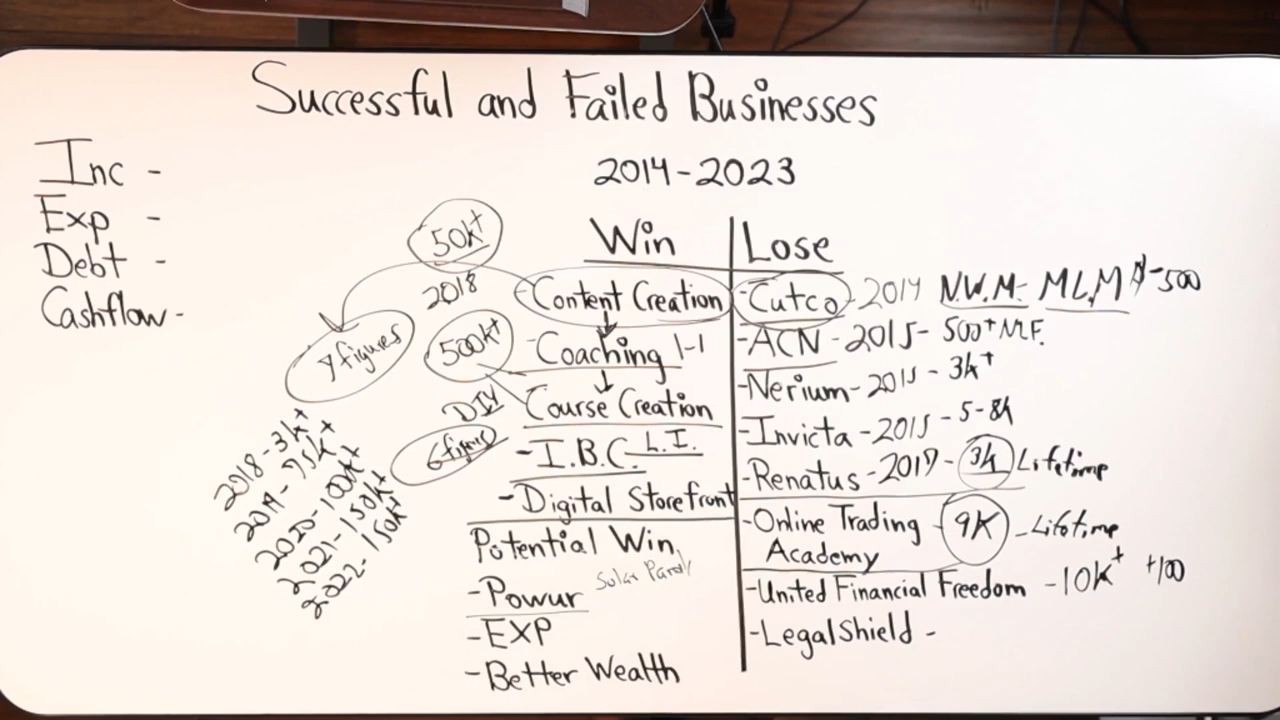 Successful and Failed Businesses
2014-2023
Inc -
Exp -
Debt -
Cashflow-
50k+
2018
7 figures
500k+
DIY
6 figure
2018-3k+
2019-75k+
2020-100k+
2021-150k+
2022-150k+
Win
Content Creation
-Coaching 1-1
Course Creation
-I.B.C. L.I.
-Digital Storefront
Potential Win
-Powur Solar Panel
-EXP
-Better Wealth
Lose
-Cutco-2014 N.W.M- MLM $-500
-ACN-2015-500+
-Nerium-2015-3k+
-Invicta-2015-5-8k
-Renatus-2017-3k Lifetime
-Online Trading - 9K -Lifetime
Academy
-United Financial Freedom -10k+ +100
-LegalShield -